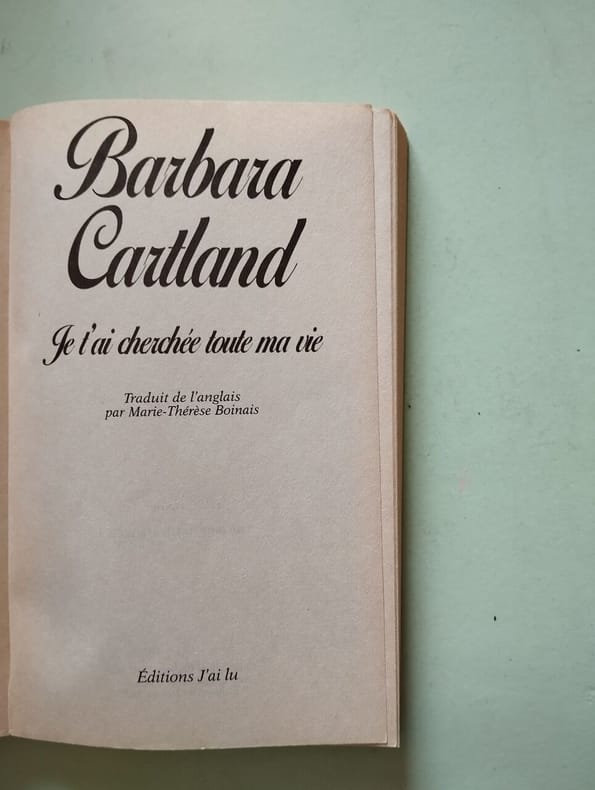 Barbara
Cartland
Je t'ai cherchée toute ma vie
Traduit de l'anglais
par Marie-Thérèse Boinais
Éditions J'ai lu